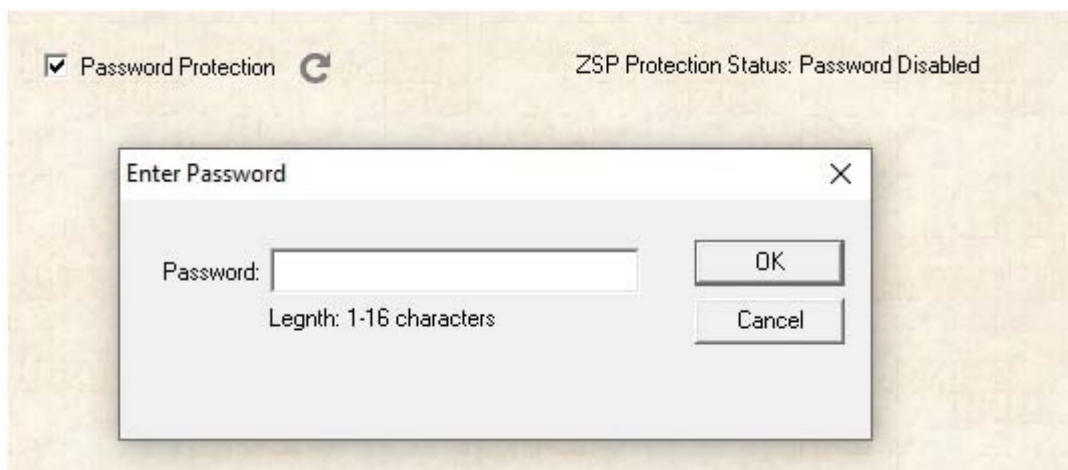 Password Protection
ZSP Protection Status: Password Disabled
Enter Password
Password:
OK
Legnth: 1-16 characters
Cancel